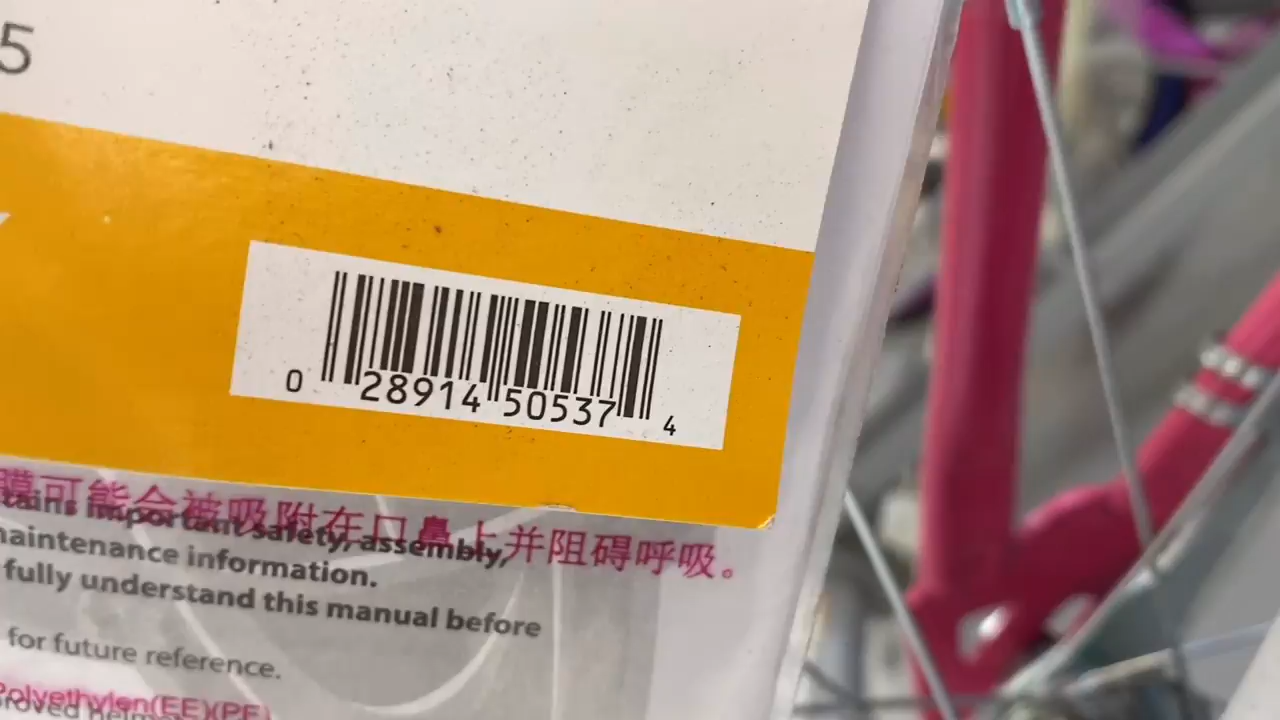 5
0 28914 50537 4
膜可能会被吸附在口鼻上并阻碍呼吸。
tains important safety, assembly,
maintenance information.
fully understand this manual before
for future reference.
Polyethylen(EE)(PE)